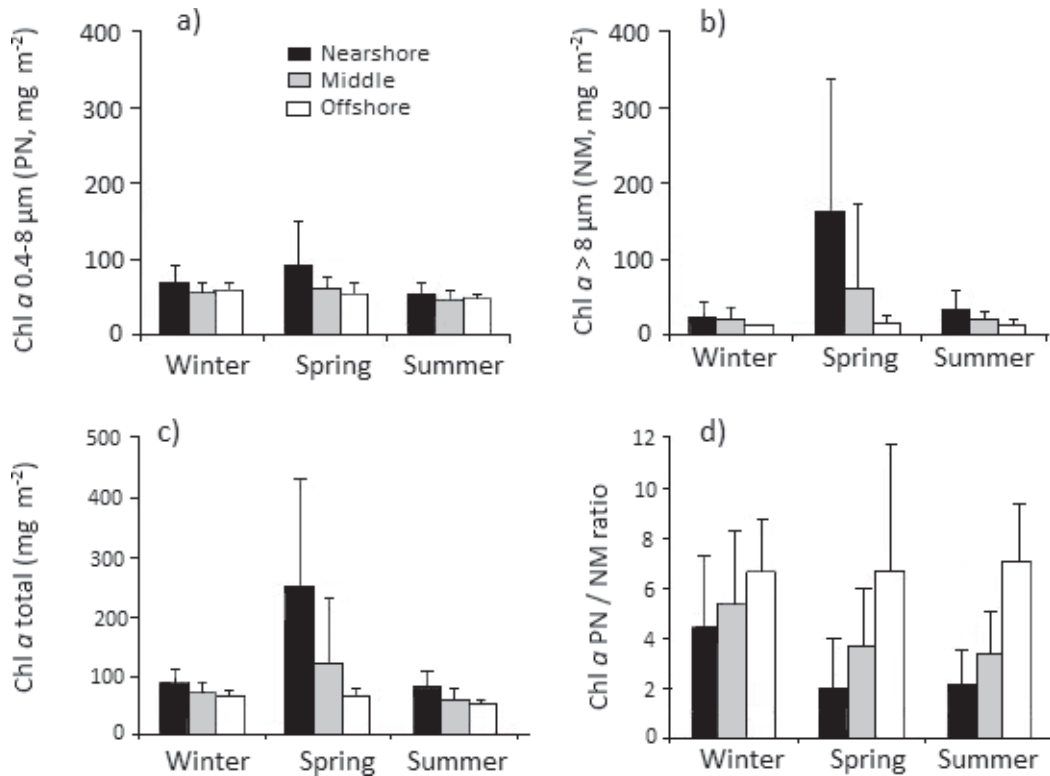 a)
Chl a 0.4-8 µm (PN, mg m⁻²)
400
300
200
100
0
Nearshore
Middle
Offshore
Winter Spring Summer
b)
Chl a > 8 µm (NM, mg m⁻²)
400
300
200
100
0
Winter Spring Summer
c)
Chl a total (mg m⁻²)
500
400
300
200
100
0
Winter Spring Summer
d)
Chl a PN / NM ratio
12
10
8
6
4
2
0
Winter Spring Summer